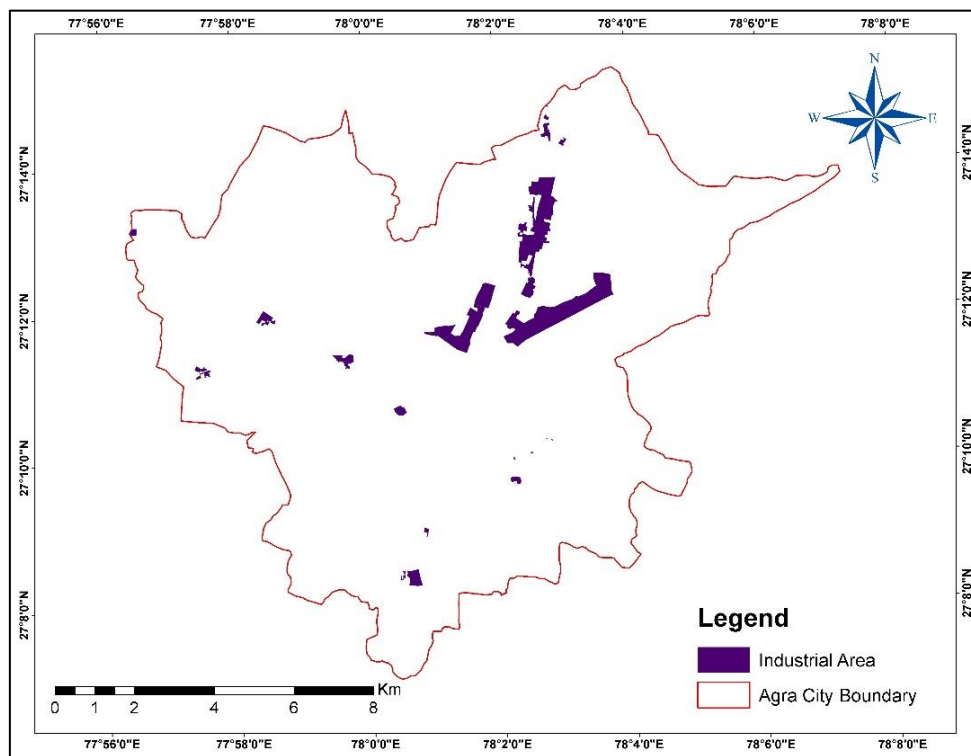 77°56'0"E 77°58'0"E 78°0'0"E 78°2'0"E 78°4'0"E 78°6'0"E 78°8'0"E
N
W E
S
27°14'0"N 27°14'0"N
27°12'0"N 27°12'0"N
27°10'0"N 27°10'0"N
27°8'0"N 27°8'0"N
Legend
Industrial Area
Agra City Boundary
Km
0 1 2 4 6 8
77°56'0"E 77°58'0"E 78°0'0"E 78°2'0"E 78°4'0"E 78°6'0"E 78°8'0"E